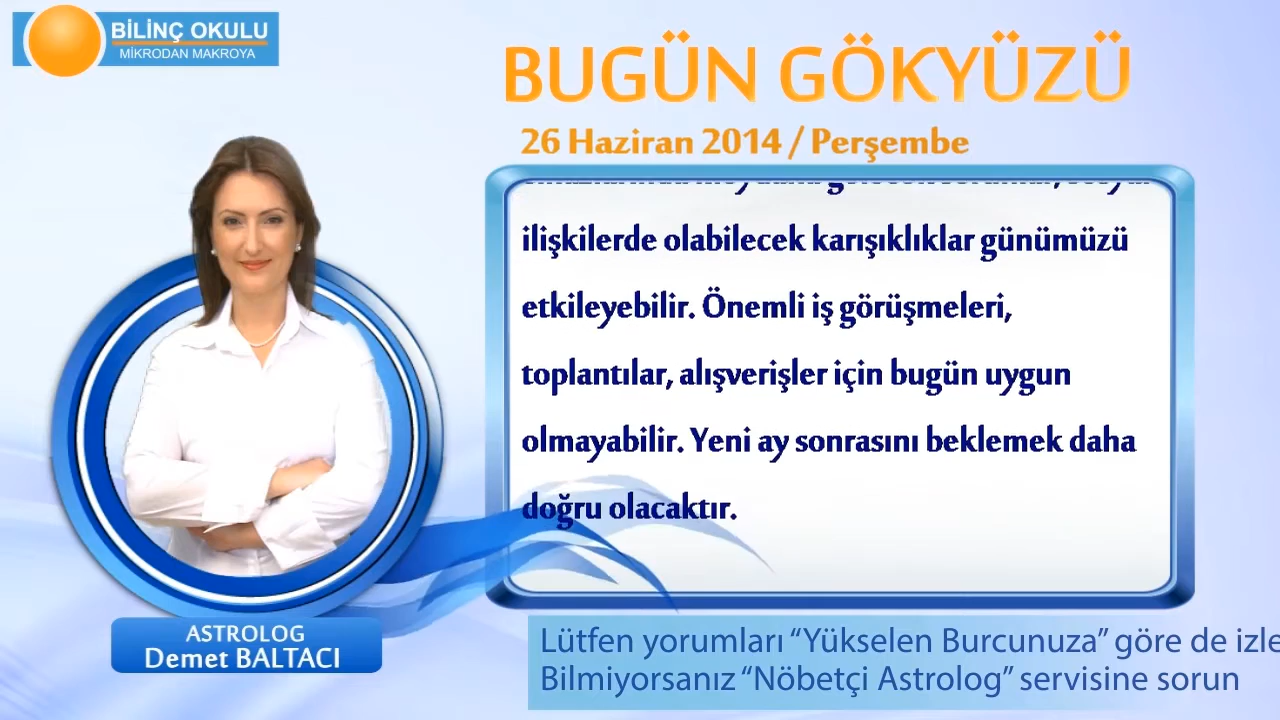 BİLİNÇ OKULU
MİKRODAN MAKROYA
BUGÜN GÖKYÜZÜ
26 Haziran 2014 / Perşembe
ilişkilerde olabilecek karışıklıklar günümüzü
etkileyebilir. Önemli iş görüşmeleri,
toplantılar, alışverişler için bugün uygun
olmayabilir. Yeni ay sonrasını beklemek daha
doğru olacaktır.
ASTROLOG
Demet BALTACI
Lütfen yorumları “Yükselen Burcunuza” göre de izle
Bilmiyorsanız “Nöbetçi Astrolog” servisine sorun